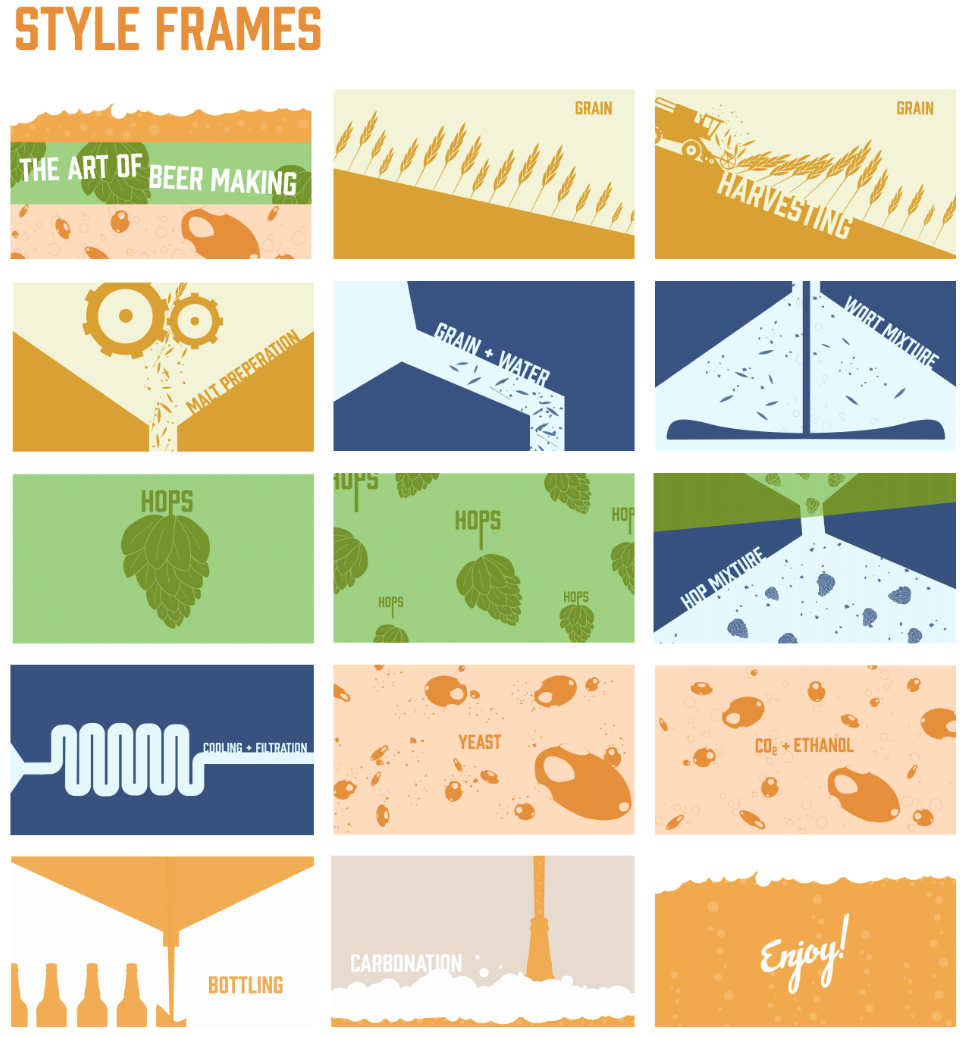 STYLE FRAMES
THE ART OF BEER MAKING
GRAIN
GRAIN
HARVESTING
MALT PREPERATION
GRAIN + WATER
WORT MIXTURE
HOPS
HOPS
HOPS
HOP
HOPS
HOPS
HOP MIXTURE
COOLING + FILTRATION
YEAST
CO₂ + ETHANOL
BOTTLING
CARBONATION
Enjoy!